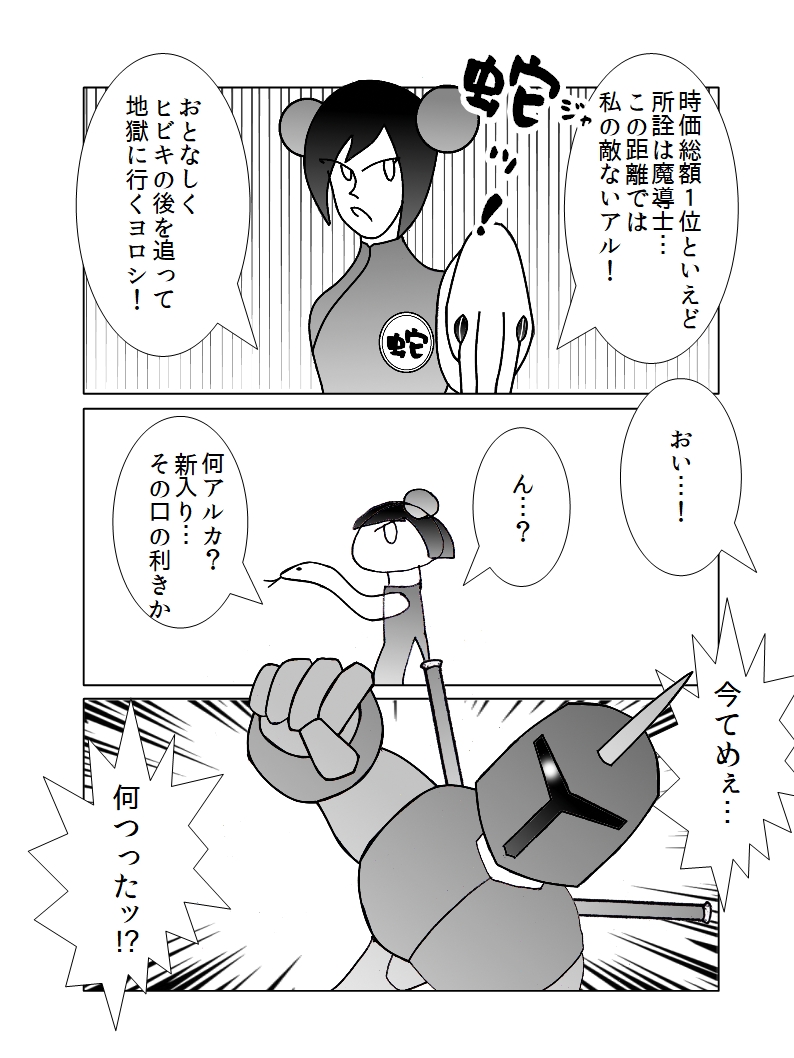 時価総額１位といえど
所詮は魔導士…
この距離では
私の敵ないアル！
蛇
ジャッ！
おとなしく
ヒビキの後を追って
地獄に行くヨロシ！
蛇
おぃ…！
ん…？
何アルカ？
新入り…
その口の利きか
今てめぇ…
何つったッ!?